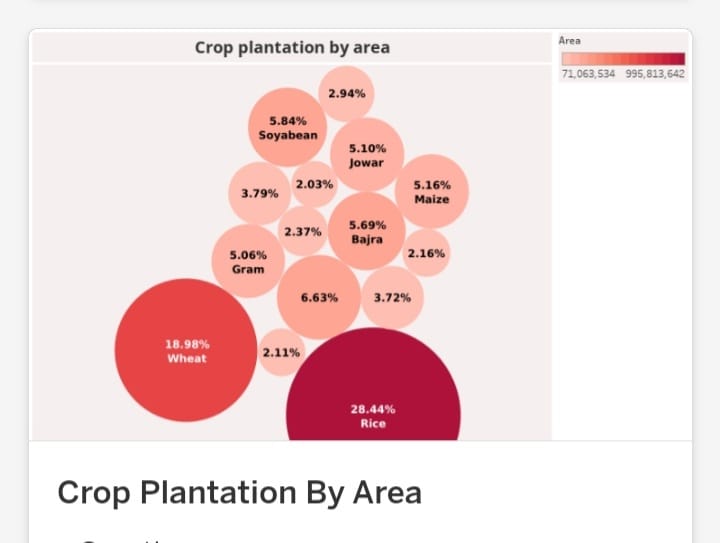 Crop plantation by area
Area
71,063,534 995,813,642
2.94%
5.84%
Soyabean
5.10%
Jowar
2.03%
3.79%
5.16%
Maize
5.69%
Bajra
2.37%
2.16%
5.06%
Gram
6.63%
3.72%
18.98%
Wheat
2.11%
28.44%
Rice
Crop Plantation By Area